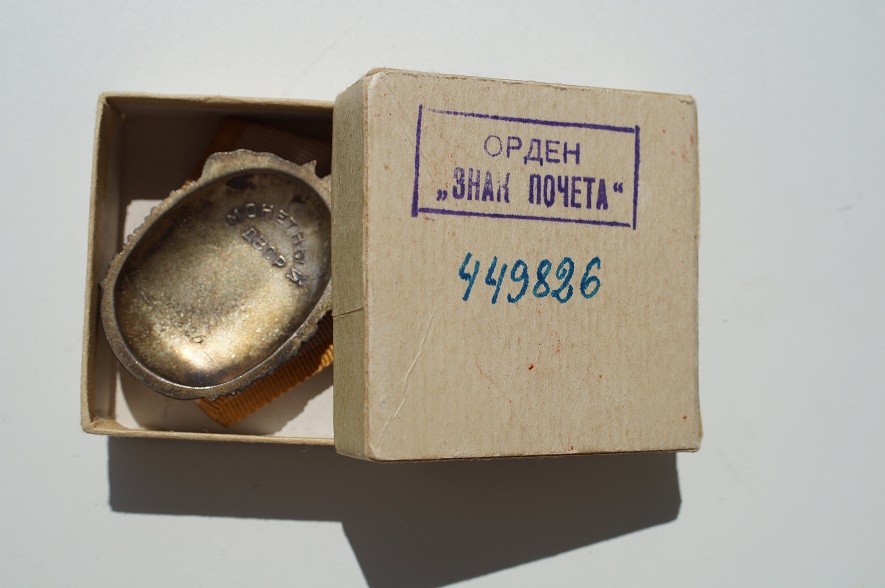 МОНЕТНЫЙ
ДВОР
ОРДЕН
„ЗНАК ПОЧЕТА“
449826